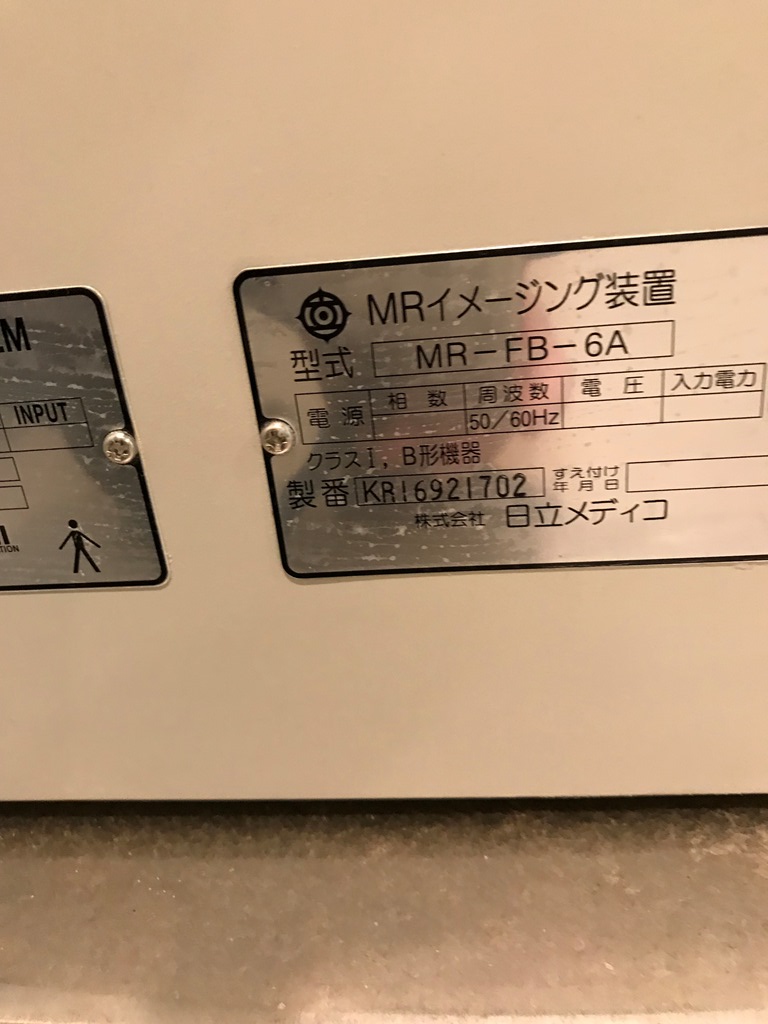 INPUT
MRイメージング装置
型式 MR-FB-6A
電源 相数 周波数 電圧 入力電力
50/60Hz
クラスI, B形機器
製番 KR16921702 すえ付け年月日
株式会社 日立メディコ